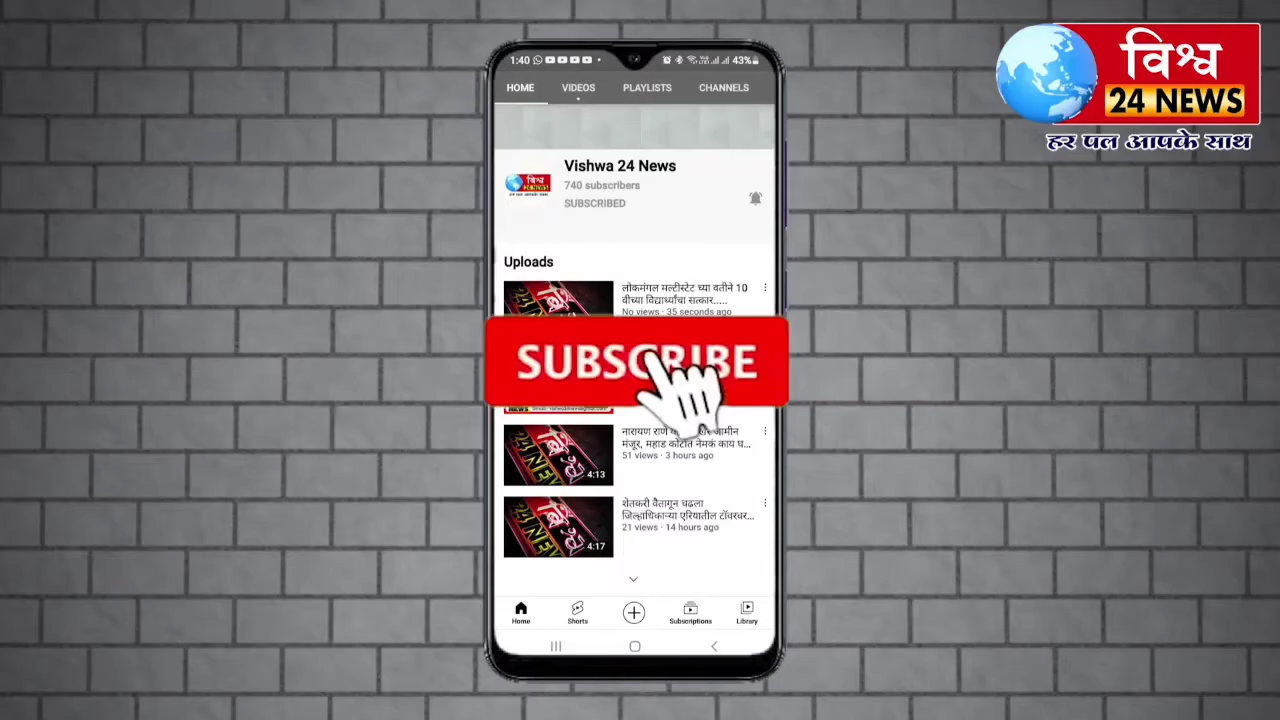 विश्व
24 NEWS
हर पल आपके साथ
1:40
43%
HOME VIDEOS PLAYLISTS CHANNELS
Vishwa 24 News
740 subscribers
SUBSCRIBED
Uploads
लोकमंगल मल्टीस्टेट च्या वतीने 10
वीच्या विद्यार्थ्यांचा सत्कार.....
No views · 35 seconds ago
SUBSCRIBE
नारायण राणे जामीन
मंजूर, महाड कोर्टात नेमकं काय घ...
51 views · 3 hours ago
4:13
शेतकरी वैतागून चढला
जिल्हाधिकाऱ्या एरियातील टॉवरवर...
21 views · 14 hours ago
4:17
Home Shorts Subscriptions Library